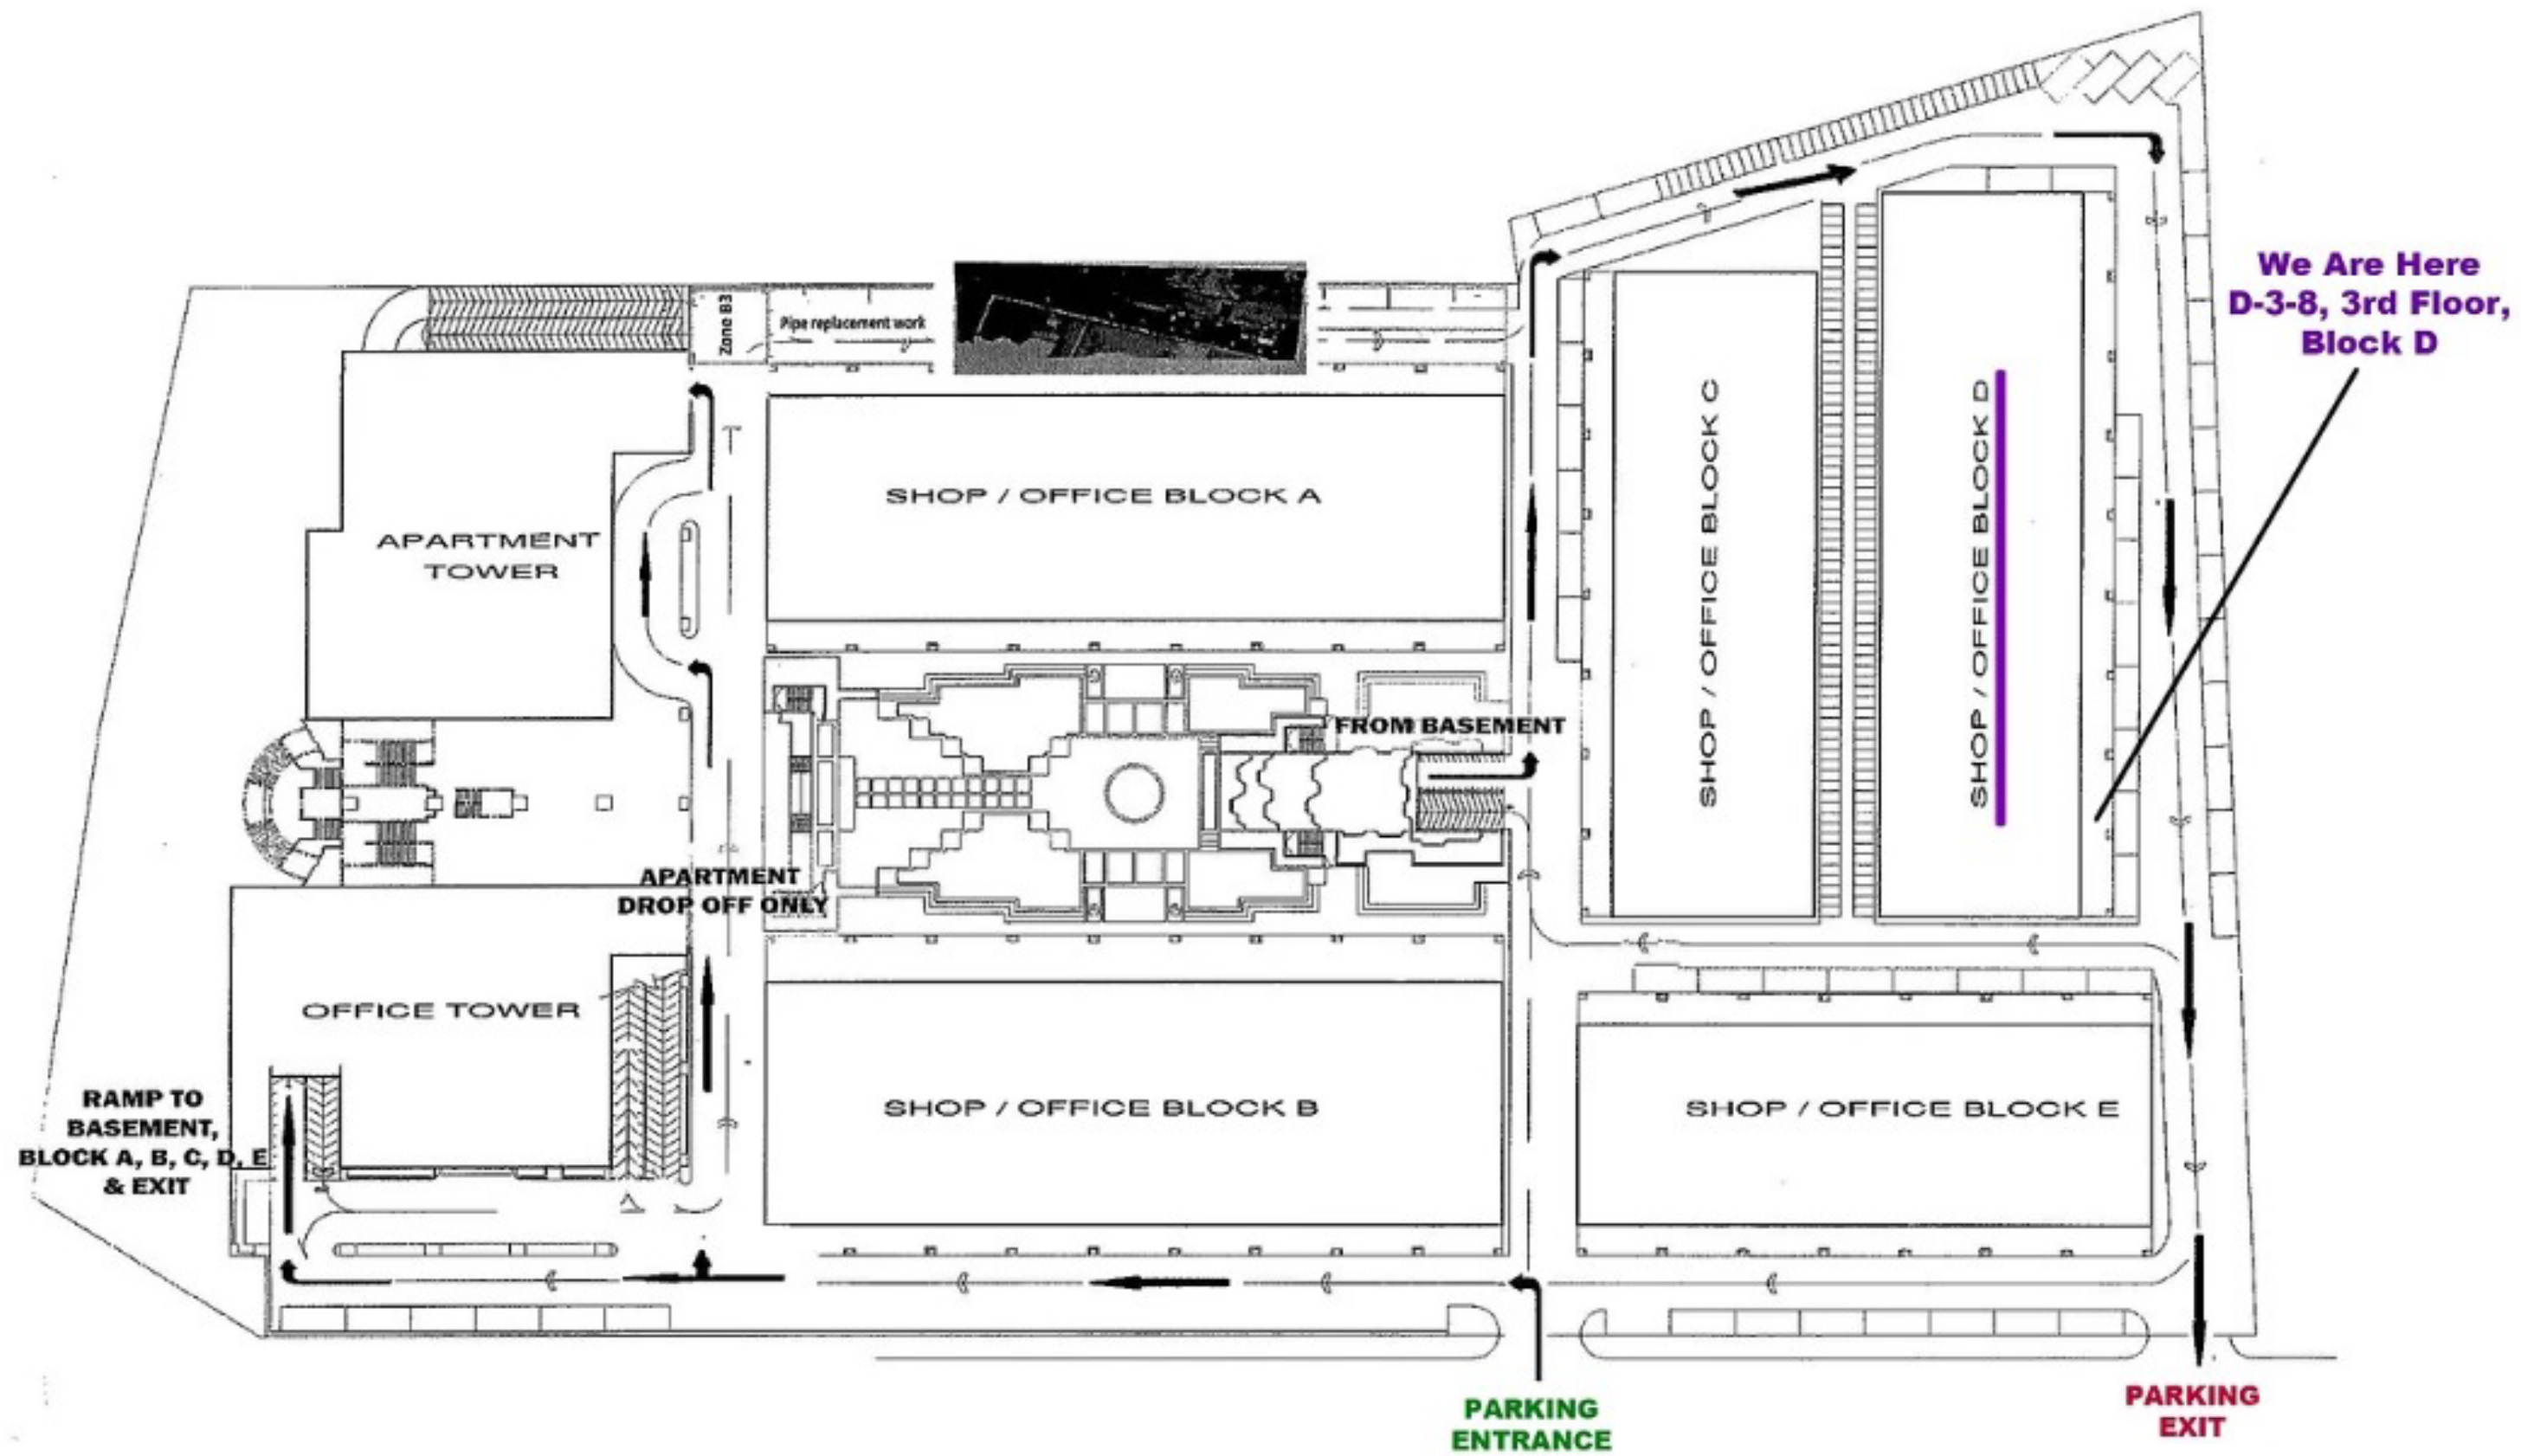 We Are Here
D-3-8, 3rd Floor,
Block D
Zone B3
Pipe replacement work
SHOP / OFFICE BLOCK A
SHOP / OFFICE BLOCK C
SHOP / OFFICE BLOCK D
APARTMENT
TOWER
FROM BASEMENT
APARTMENT
DROP OFF ONLY
OFFICE TOWER
RAMP TO
BASEMENT,
BLOCK A, B, C, D, E
& EXIT
SHOP / OFFICE BLOCK B
SHOP / OFFICE BLOCK E
PARKING
ENTRANCE
PARKING
EXIT